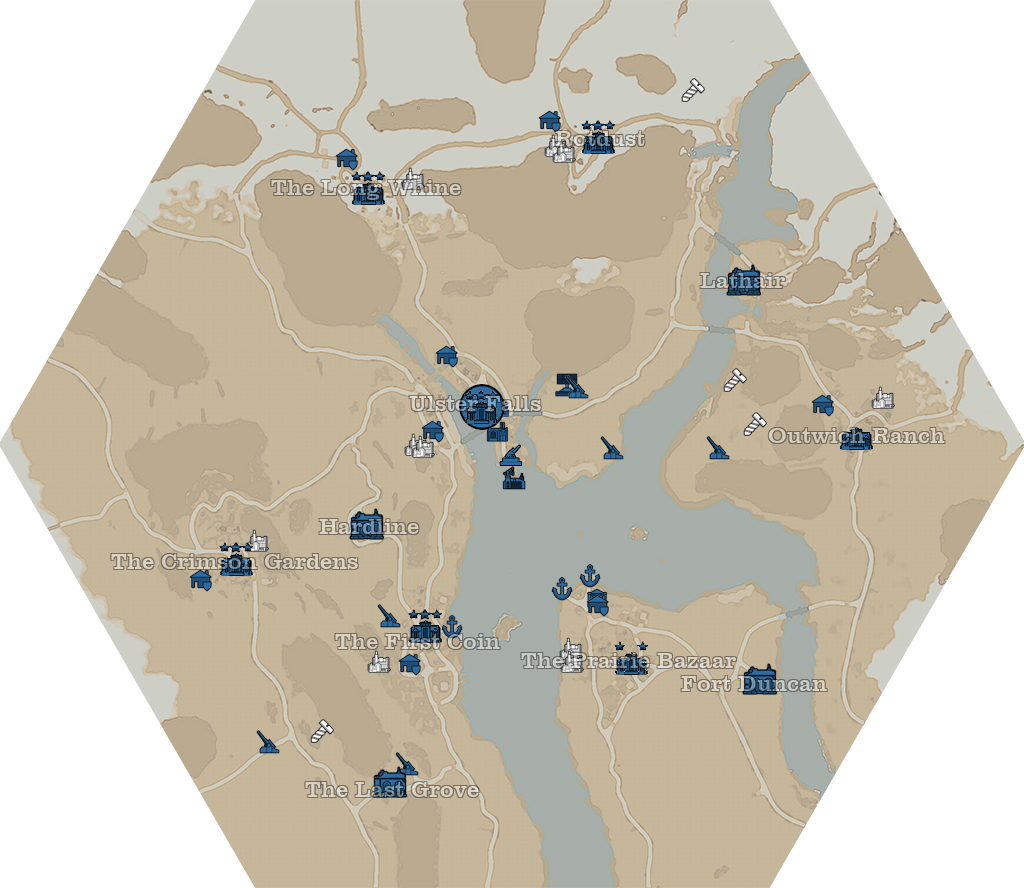 Rotdust
The Long Whine
Lathair
Ulster Falls
Outwich Ranch
Hardline
The Crimson Gardens
The First Coin
The Prairie Bazaar
Fort Duncan
The Last Grove